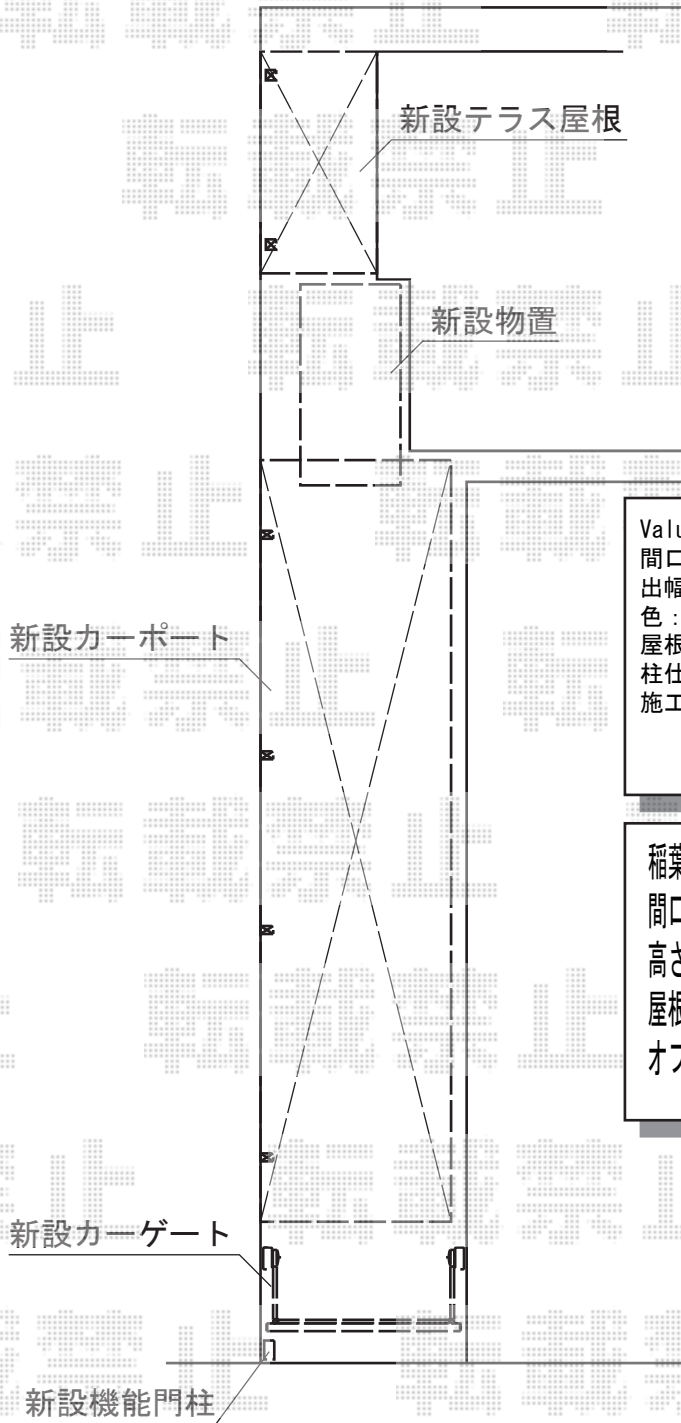 新設テラス屋根
新設物置
新設カーポート
Valu
間口
出幅
色：
屋根
柱仕
施工
稲葉
間口
高さ
屋根
オプ
新設カーゲート
新設機能門柱
転載禁止